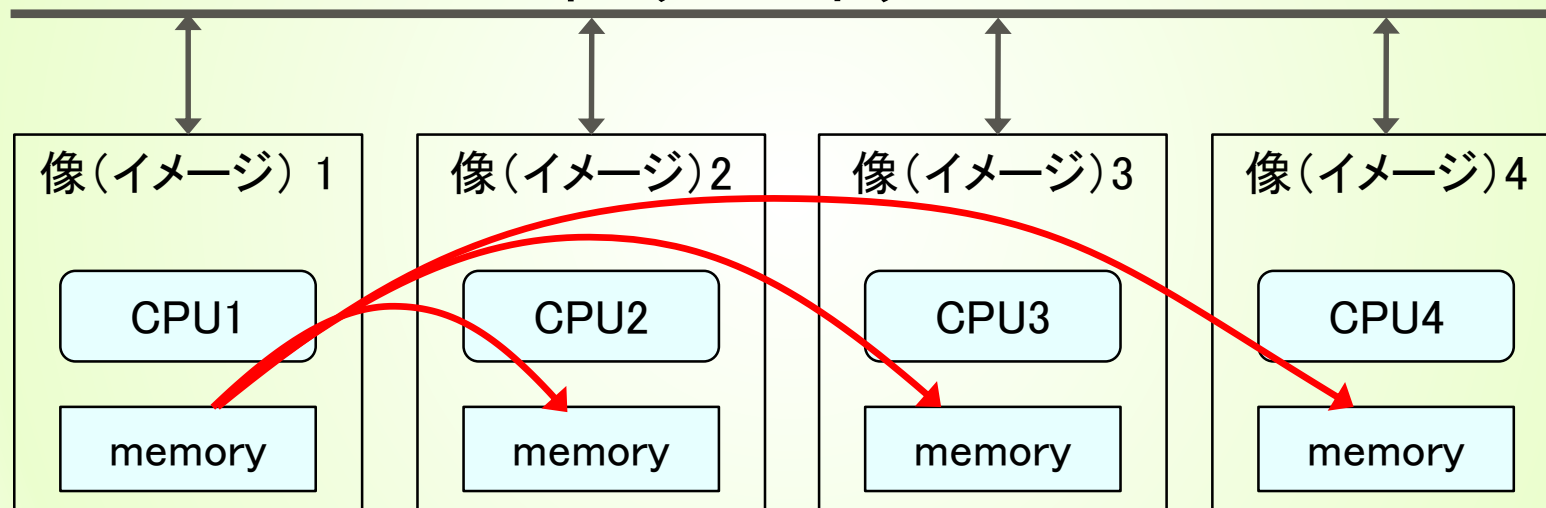 像(イメージ) 1
像(イメージ)2
像(イメージ)3
像(イメージ)4
CPU1
CPU2
CPU3
CPU4
memory
memory
memory
memory